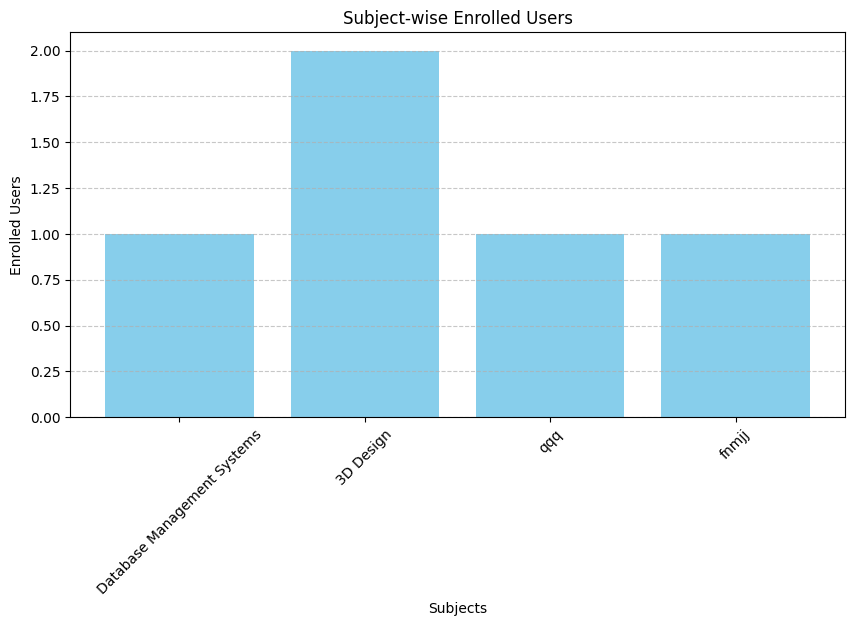 Subject-wise Enrolled Users
Enrolled Users
2.00
1.75
1.50
1.25
1.00
0.75
0.50
0.25
0.00
Database Management Systems
3D Design
qqq
fnmjj
Subjects